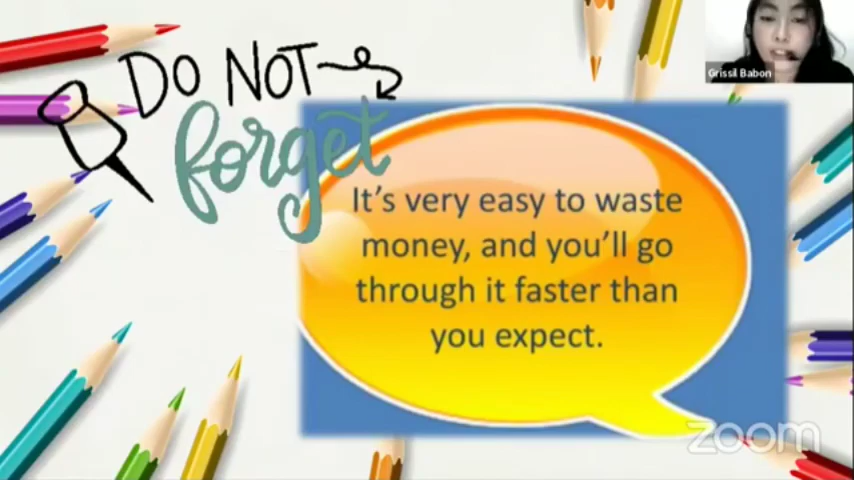 Grissil Babon
DO NOT
forget
It's very easy to waste
money, and you'll go
through it faster than
you expect.
zoom